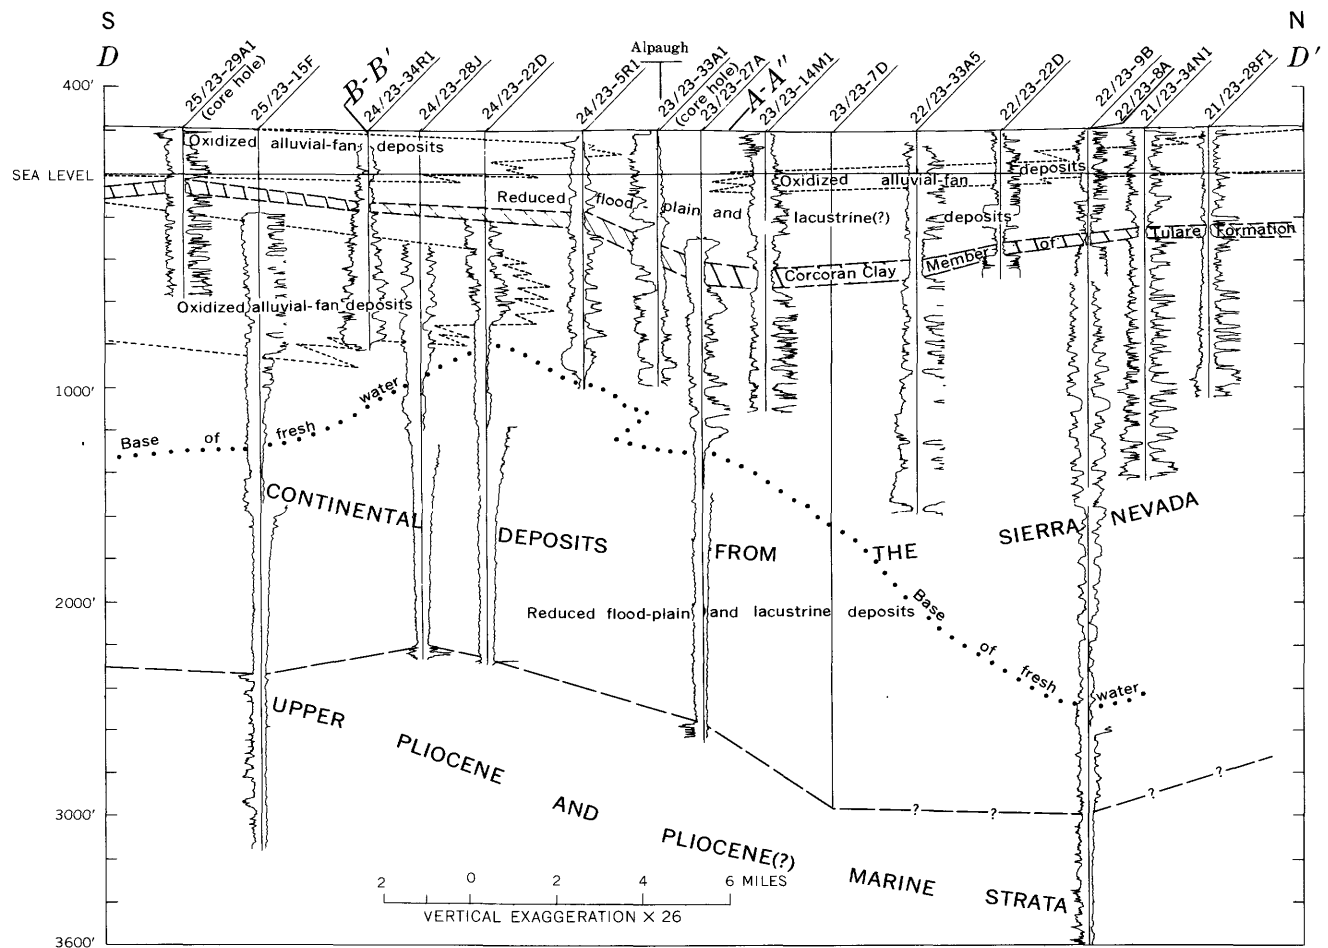 S
N
D
D′
400′
SEA LEVEL
1000′
2000′
3000′
3600′
25/23-29A1
(core hole)
25/23-15F
B-B′
24/23-34R1
24/23-28J
24/23-22D
24/23-5R1
Alpaugh
23/23-33A1
(core hole)
23/23-27A
A-A″
23/23-14M1
23/23-7D
22/23-33A5
22/23-22D
22/23-9B
22/23-8A
21/23-34N1
21/23-28F1
Oxidized alluvial-fan deposits
Oxidized alluvial-fan deposits
Reduced flood-plain and lacustrine(?) deposits
Corcoran Clay Member of Tulare Formation
Oxidized alluvial-fan deposits
Base of fresh water
CONTINENTAL DEPOSITS FROM THE SIERRA NEVADA
Reduced flood-plain and lacustrine deposits
Base of fresh water
UPPER PLIOCENE AND PLIOCENE(?) MARINE STRATA
? ? ? ?
2 0 2 4 6 MILES
VERTICAL EXAGGERATION × 26